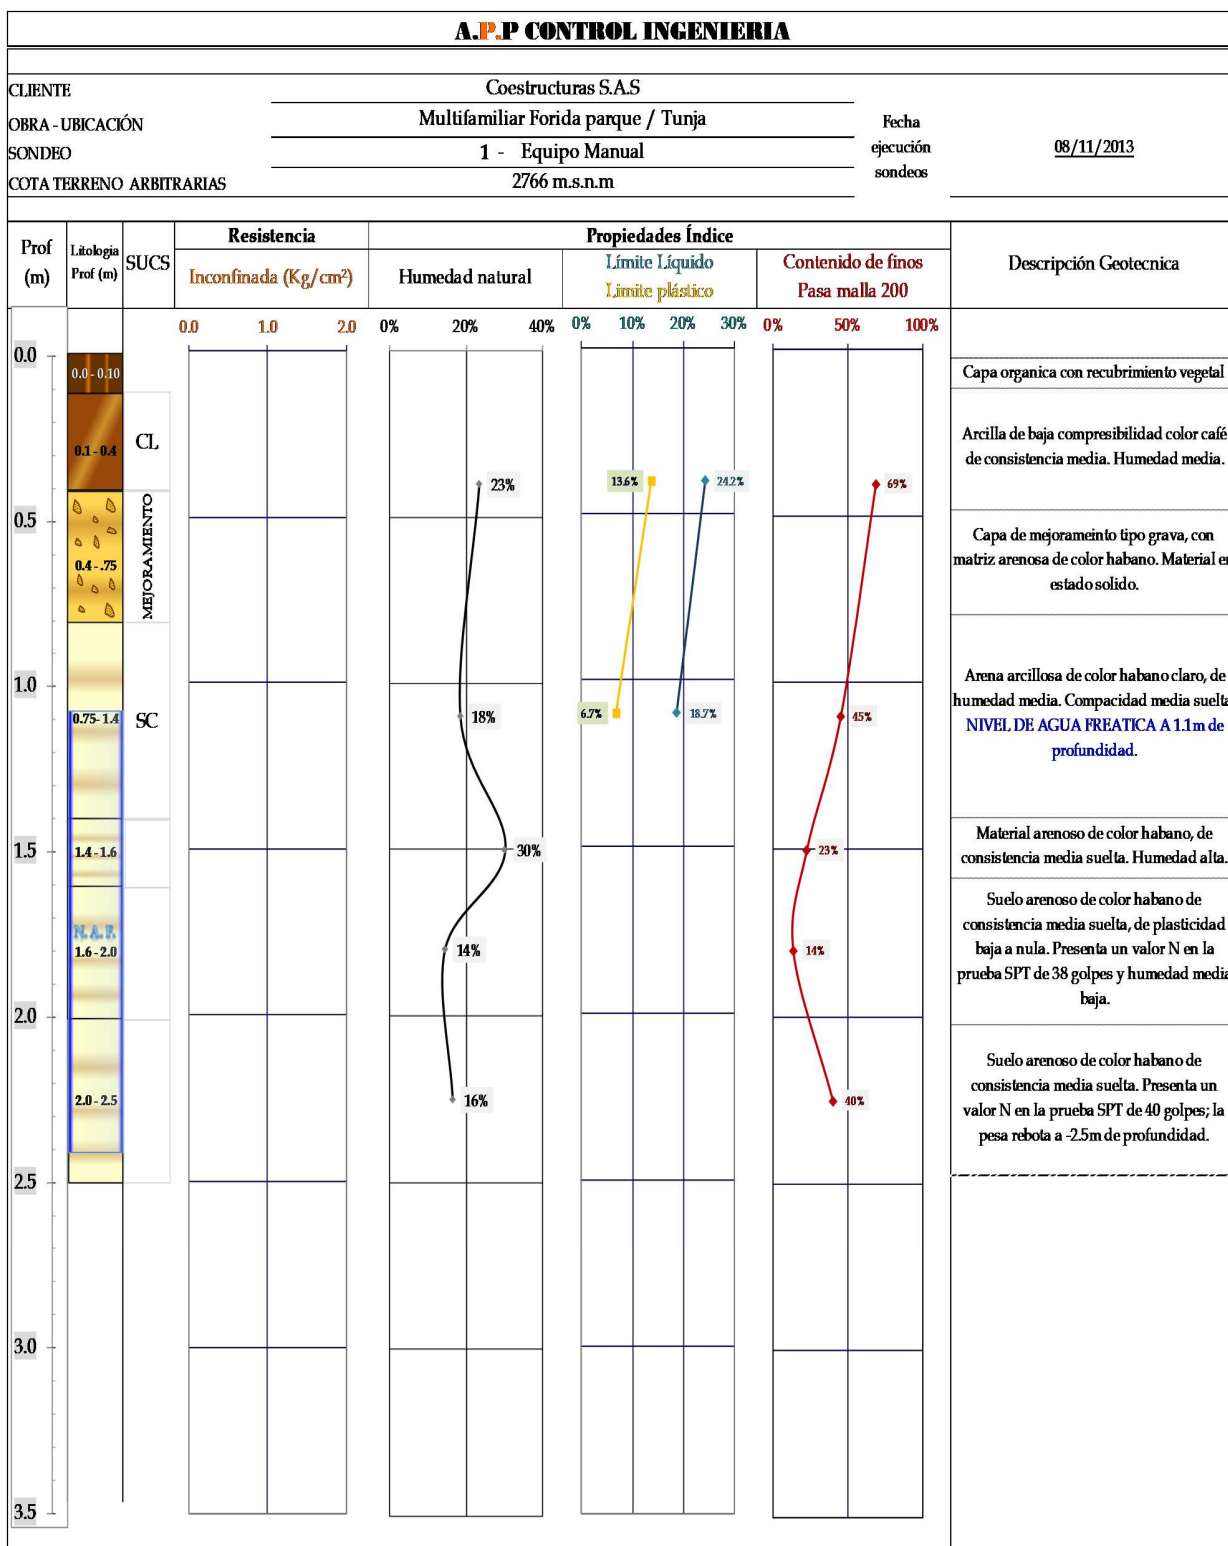 A.P.P CONTROL INGENIERIA
CLIENTE
Coestructuras S.A.S
OBRA - UBICACIÓN
Multifamiliar Forida parque / Tunja
SONDEO
1 - Equipo Manual
COTA TERRENO ARBITRARIAS
2766 m.s.n.m
Fecha
ejecución
sondeos
08/11/2013
Prof
(m)
Litologia
Prof (m)
SUCS
Resistencia
Inconfinada (Kg/cm²)
Propiedades Índice
Humedad natural
Límite Líquido
Limite plástico
Contenido de finos
Pasa malla 200
Descripción Geotecnica
0.0 1.0 2.0
0% 20% 40%
0% 10% 20% 30%
0% 50% 100%
0.0
0.5
1.0
1.5
2.0
2.5
3.0
3.5
0.0 - 0.10
0.1 - 0.4
0.4 - .75
0.75- 1.4
1.4 - 1.6
N.A.F.
1.6 - 2.0
2.0 - 2.5
CL
MEJORAMIENTO
SC
23%
18%
30%
14%
16%
13.6%
24.2%
6.7%
18.7%
69%
45%
23%
14%
40%
Capa organica con recubrimiento vegetal
Arcilla de baja compresibilidad color café
de consistencia media. Humedad media.
Capa de mejorameinto tipo grava, con
matriz arenosa de color habano. Material en
estado solido.
Arena arcillosa de color habano claro, de
humedad media. Compacidad media suelta
NIVEL DE AGUA FREATICA A 1.1m de
profundidad.
Material arenoso de color habano, de
consistencia media suelta. Humedad alta.
Suelo arenoso de color habano de
consistencia media suelta, de plasticidad
baja a nula. Presenta un valor N en la
prueba SPT de 38 golpes y humedad media
baja.
Suelo arenoso de color habano de
consistencia media suelta. Presenta un
valor N en la prueba SPT de 40 golpes; la
pesa rebota a -2.5m de profundidad.